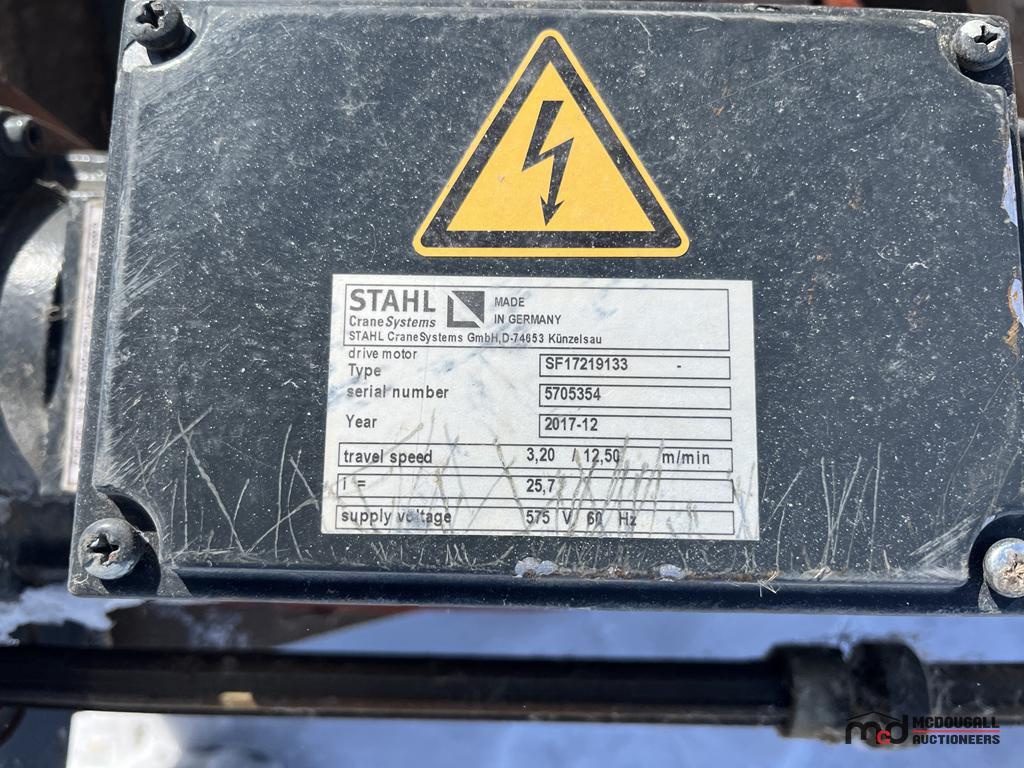 STAHL
CraneSystems
MADE
IN GERMANY
STAHL CraneSystems GmbH,D-74653 Künzelsau
drive motor
Type SF17219133 -
serial number 5705354
Year 2017-12
travel speed 3,20 / 12,50 m/min
i = 25,7
supply voltage 575 V 60 Hz
mcd MCDOUGALL
AUCTIONEERS